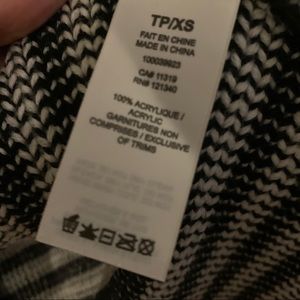 TP/XS
FAIT EN CHINE
MADE IN CHINA
100039923
CA# 11319
RN# 121340
100% ACRYLIQUE /
ACRYLIC
GARNITURES NON
COMPRISES / EXCLUSIVE
OF TRIMS